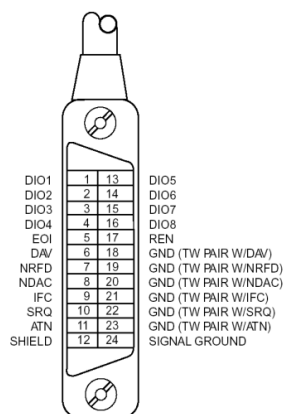 DIO1 1 13 DIO5
DIO2 2 14 DIO6
DIO3 3 15 DIO7
DIO4 4 16 DIO8
EOI 5 17 REN
DAV 6 18 GND (TW PAIR W/DAV)
NRFD 7 19 GND (TW PAIR W/NRFD)
NDAC 8 20 GND (TW PAIR W/NDAC)
IFC 9 21 GND (TW PAIR W/IFC)
SRQ 10 22 GND (TW PAIR W/SRQ)
ATN 11 23 GND (TW PAIR W/ATN)
SHIELD 12 24 SIGNAL GROUND